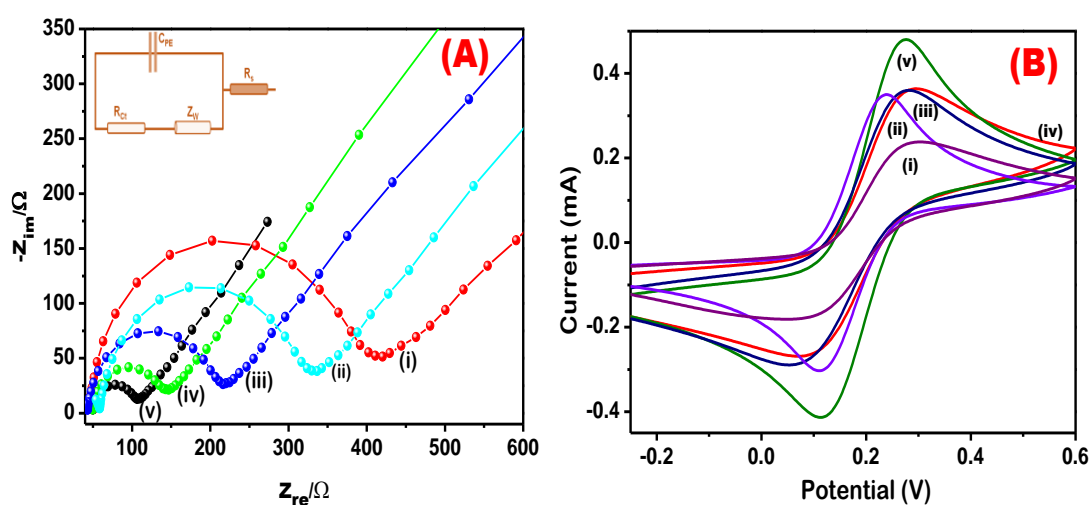 (A)
C_PE
R_s
R_Ct
Z_W
350
300
250
200
150
100
50
0
-Z_im/Ω
(i)
(ii)
(iii)
(iv)
(v)
100 200 300 400 500 600
Z_re/Ω
(B)
0.4
0.2
0.0
-0.2
-0.4
Current (mA)
(v)
(iii)
(iv)
(ii)
(i)
-0.2 0.0 0.2 0.4 0.6
Potential (V)